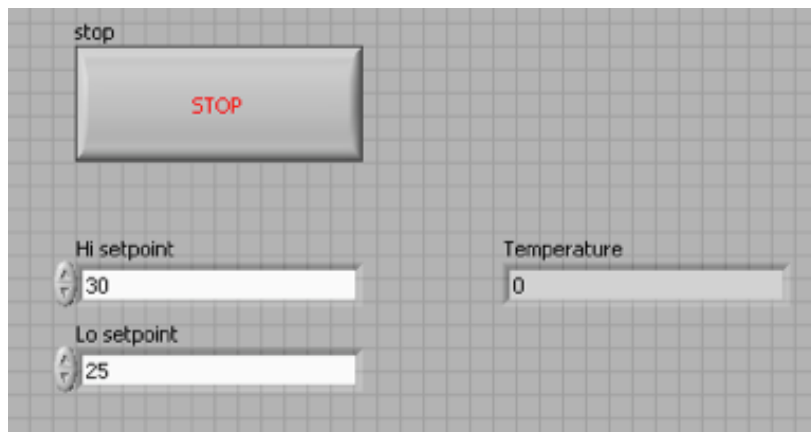 stop
STOP
Hi setpoint
30
Temperature
0
Lo setpoint
25